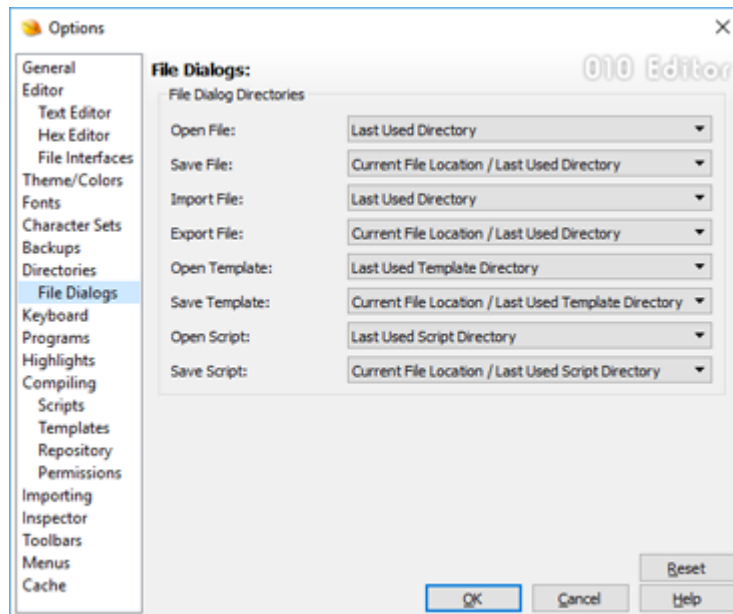 Options
General
Editor
Text Editor
Hex Editor
File Interfaces
Theme/Colors
Fonts
Character Sets
Backups
Directories
File Dialogs
Keyboard
Programs
Highlights
Compiling
Scripts
Templates
Repository
Permissions
Importing
Inspector
Toolbars
Menus
Cache
File Dialogs:
010 Editor
File Dialog Directories
Open File: Last Used Directory
Save File: Current File Location / Last Used Directory
Import File: Last Used Directory
Export File: Current File Location / Last Used Directory
Open Template: Last Used Template Directory
Save Template: Current File Location / Last Used Template Directory
Open Script: Last Used Script Directory
Save Script: Current File Location / Last Used Script Directory
Reset
OK Cancel Help